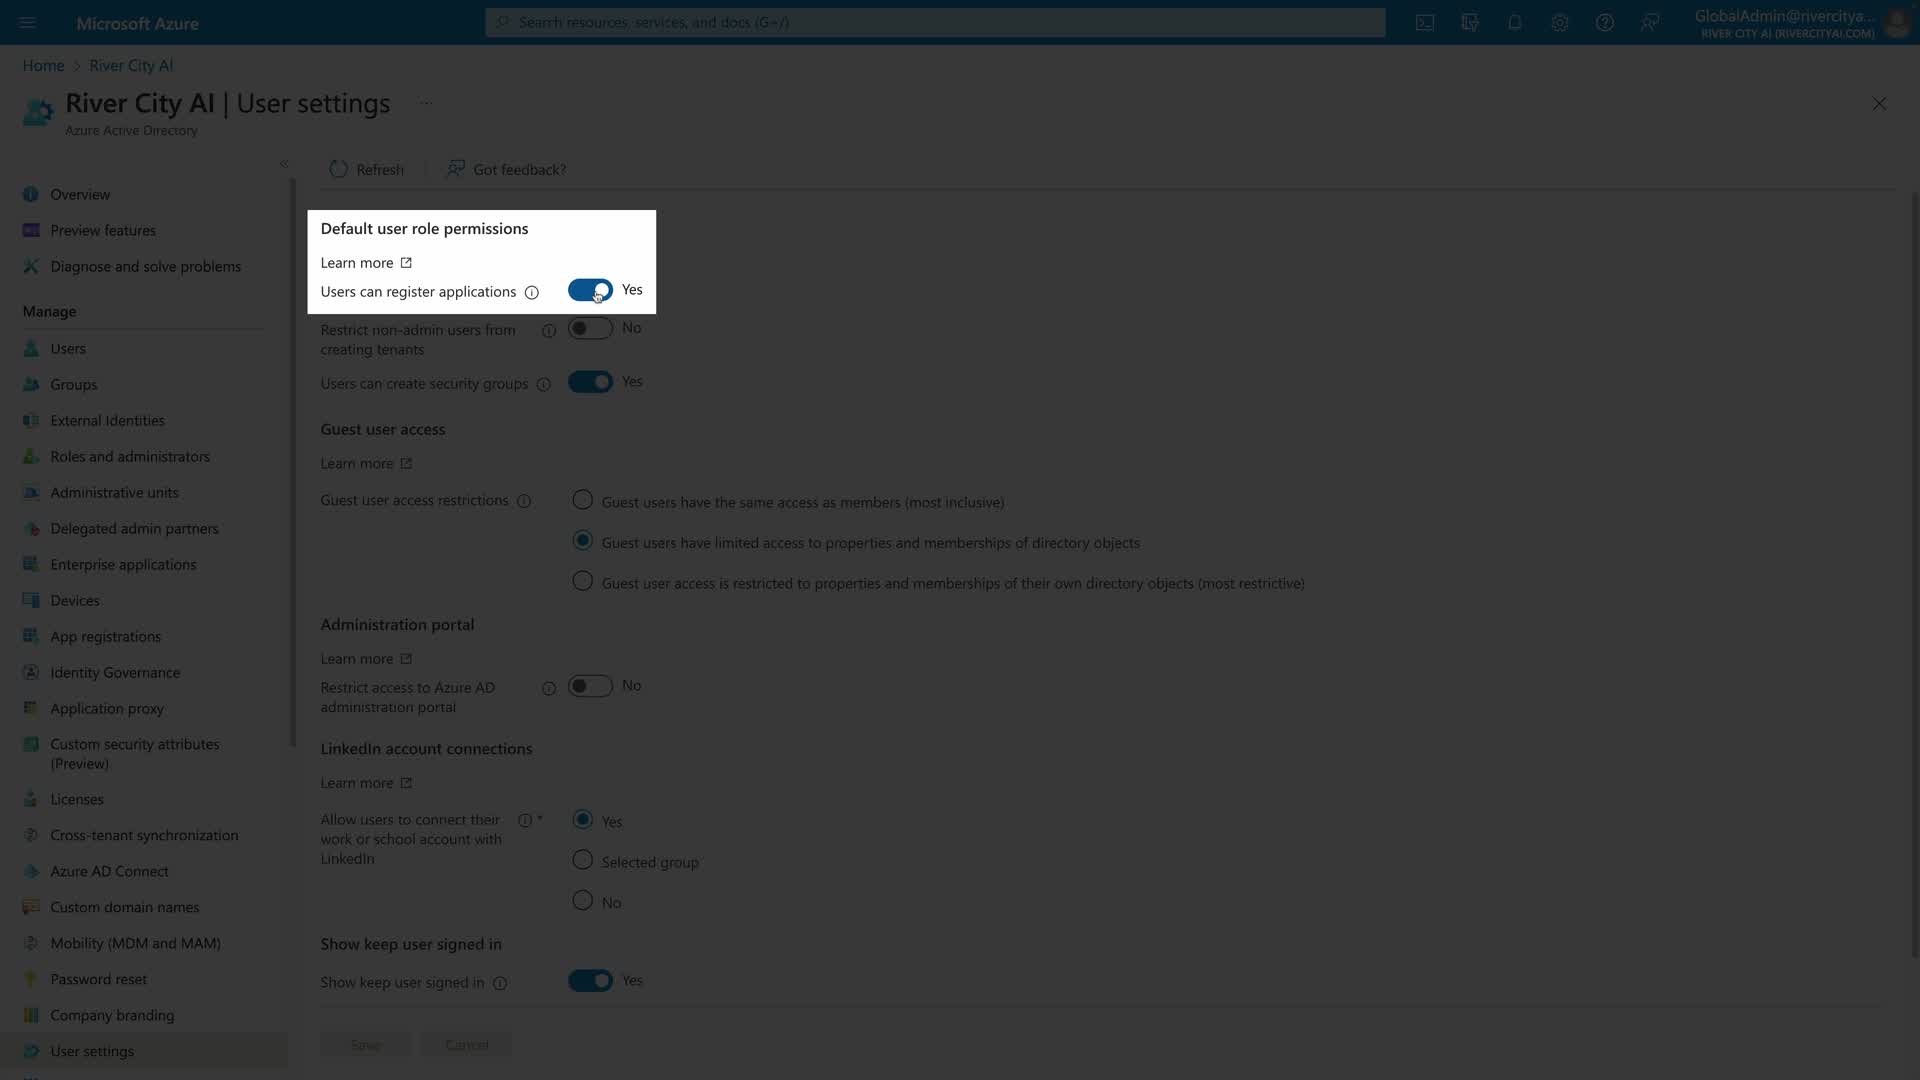 Microsoft Azure
Search resources, services, and docs (G+/)
GlobalAdmin@rivercitya...
RIVER CITY AI (RIVERCITYAI.COM)
Home > River City AI
River City AI | User settings ...
Azure Active Directory
«
Refresh
Got feedback?
Overview
Preview features
Diagnose and solve problems
Manage
Users
Groups
External Identities
Roles and administrators
Administrative units
Delegated admin partners
Enterprise applications
Devices
App registrations
Identity Governance
Application proxy
Custom security attributes
(Preview)
Licenses
Cross-tenant synchronization
Azure AD Connect
Custom domain names
Mobility (MDM and MAM)
Password reset
Company branding
User settings
Default user role permissions
Learn more
Users can register applications Yes
Restrict non-admin users from
creating tenants
No
Users can create security groups Yes
Guest user access
Learn more
Guest user access restrictions
Guest users have the same access as members (most inclusive)
Guest users have limited access to properties and memberships of directory objects
Guest user access is restricted to properties and memberships of their own directory objects (most restrictive)
Administration portal
Learn more
Restrict access to Azure AD
administration portal
No
LinkedIn account connections
Learn more
Allow users to connect their *
work or school account with
LinkedIn
Yes
Selected group
No
Show keep user signed in
Show keep user signed in Yes
Save Cancel